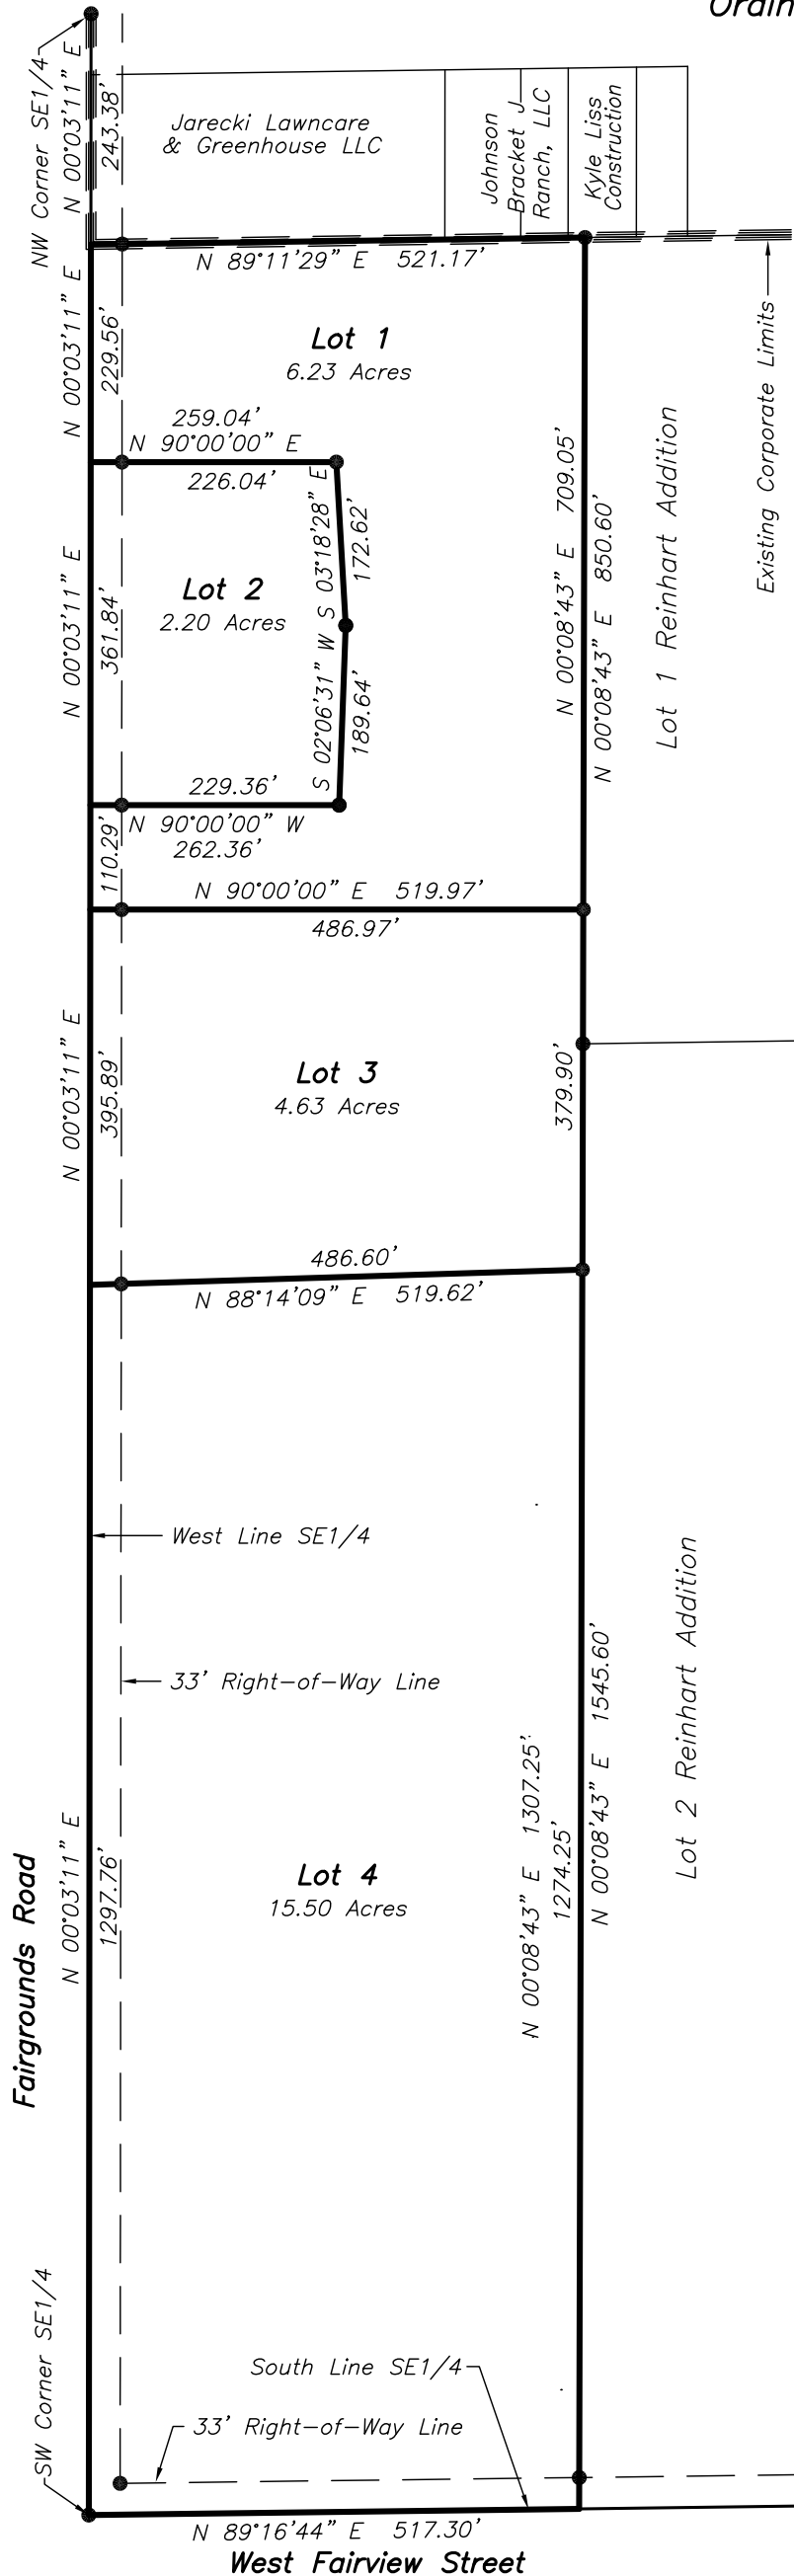 Ordin
NW Corner SE1/4
N 00°03'11" E
243.38'
Jarecki Lawncare
& Greenhouse LLC
Johnson
Bracket J
Ranch, LLC
Kyle Liss
Construction
N 89°11'29" E 521.17'
Existing Corporate Limits
N 00°03'11" E
229.56'
Lot 1
6.23 Acres
259.04'
N 90°00'00" E
226.04'
S 03°18'28" E
172.62'
N 00°08'43" E 709.05'
N 00°08'43" E 850.60'
Lot 1 Reinhart Addition
N 00°03'11" E
361.84'
Lot 2
2.20 Acres
S 02°06'31" W
189.64'
229.36'
N 90°00'00" W
262.36'
110.29'
N 90°00'00" E 519.97'
486.97'
N 00°03'11" E
395.89'
Lot 3
4.63 Acres
379.90'
486.60'
N 88°14'09" E 519.62'
West Line SE1/4
33' Right-of-Way Line
Lot 2 Reinhart Addition
N 00°08'43" E 1545.60'
N 00°08'43" E 1307.25'
1274.25'
Fairgrounds Road
N 00°03'11" E
1297.76'
Lot 4
15.50 Acres
SW Corner SE1/4
South Line SE1/4
33' Right-of-Way Line
N 89°16'44" E 517.30'
West Fairview Street